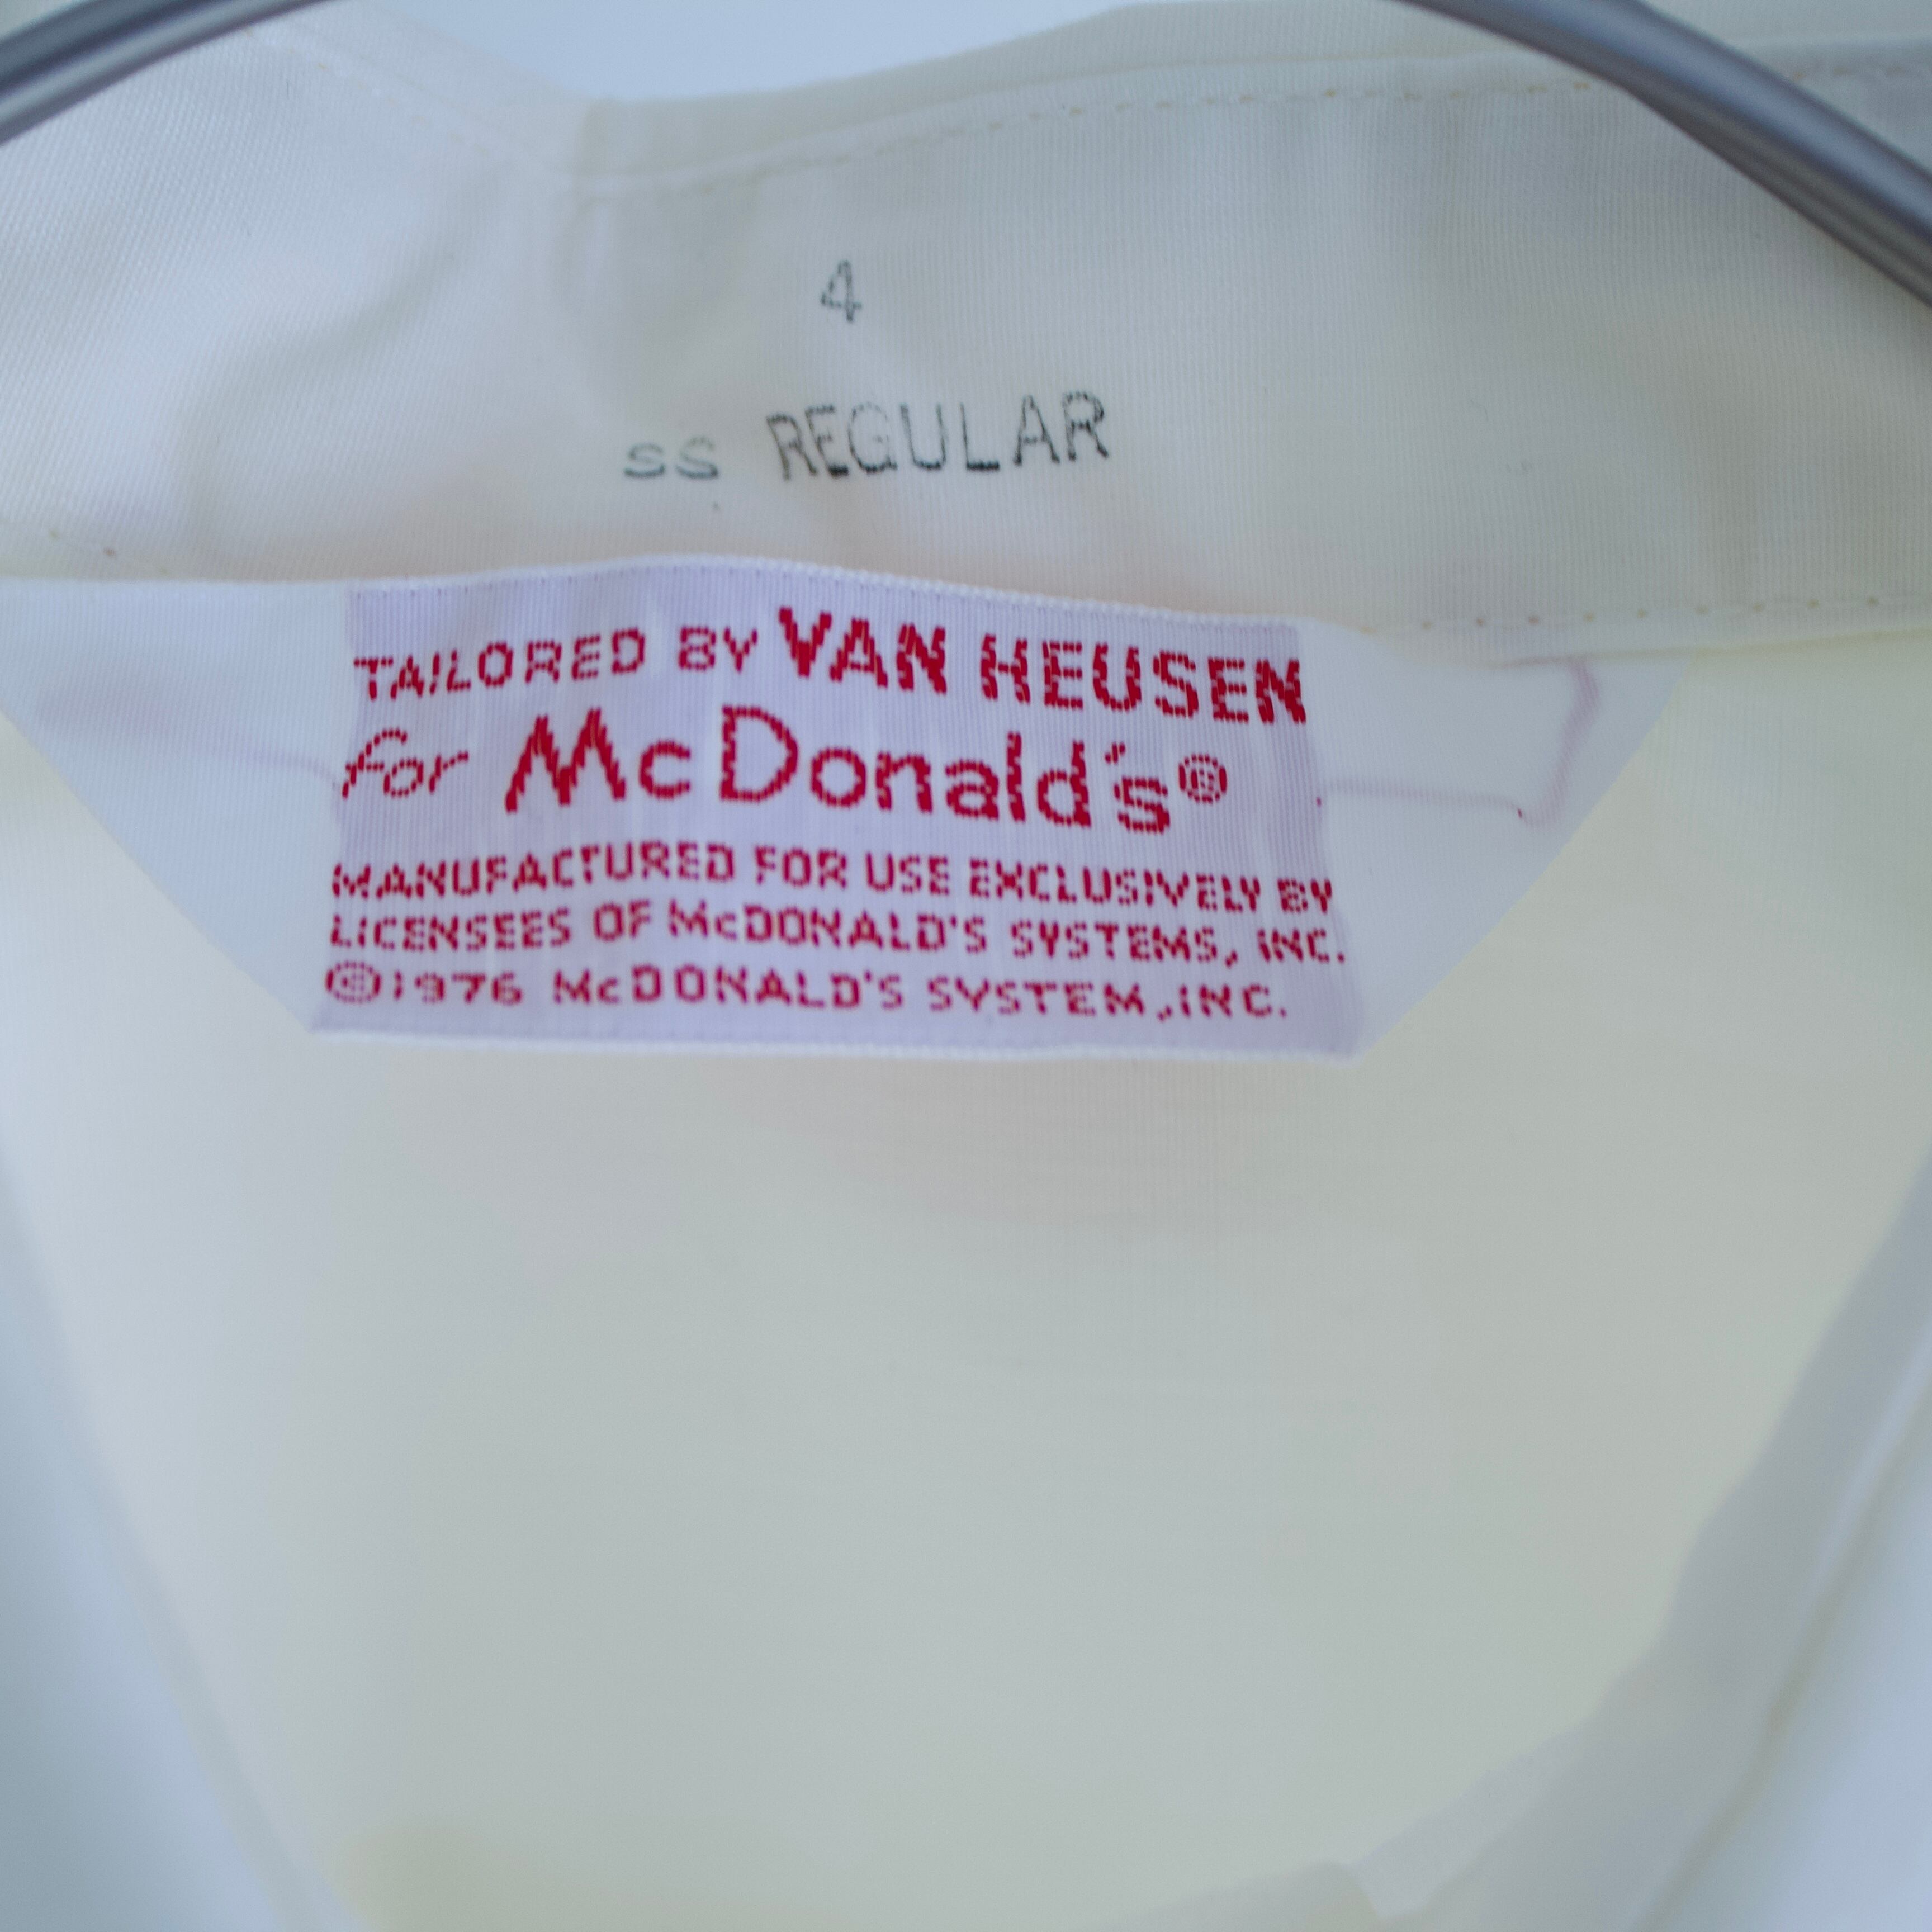 4
SS REGULAR
TAILORED BY VAN HEUSEN
for McDonald's®
MANUFACTURED FOR USE EXCLUSIVELY BY
LICENSEES OF McDONALD'S SYSTEMS, INC.
©1976 McDONALD'S SYSTEM, INC.